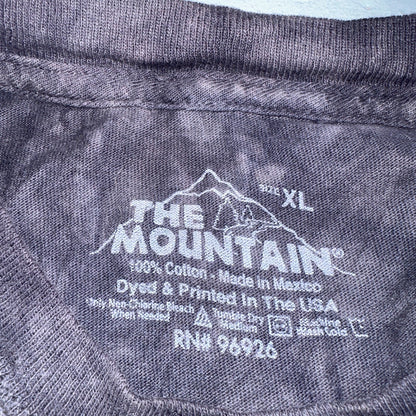 SIZE XL
THE
MOUNTAIN®
100% Cotton - Made in Mexico
Dyed & Printed In The USA
Only Non-Chlorine Bleach Tumble Dry
When Needed Medium Wash Cold
RN# 96926